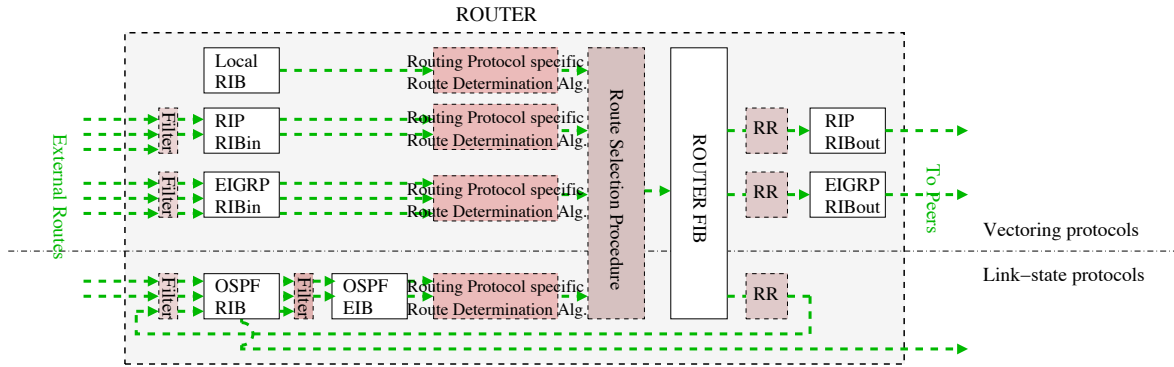 ROUTER
Local
RIB
Routing Protocol specific
Route Determination Alg.
External Routes
Filter
RIP
RIBin
Routing Protocol specific
Route Determination Alg.
Filter
EIGRP
RIBin
Routing Protocol specific
Route Determination Alg.
Filter
OSPF
RIB
Filter
OSPF
EIB
Routing Protocol specific
Route Determination Alg.
Route Selection Procedure
ROUTER FIB
RR
RIP
RIBout
RR
EIGRP
RIBout
RR
To Peers
Vectoring protocols
Link−state protocols